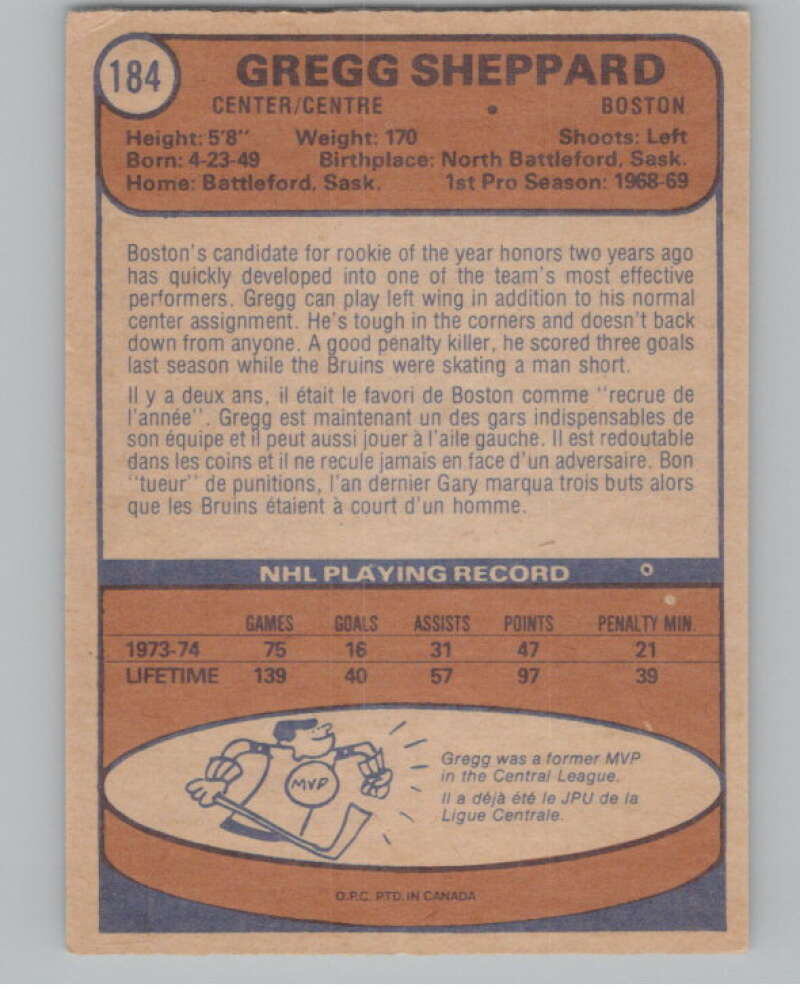 184
GREGG SHEPPARD
CENTER/CENTRE • BOSTON
Height: 5'8" Weight: 170 Shoots: Left
Born: 4-23-49 Birthplace: North Battleford, Sask.
Home: Battleford, Sask. 1st Pro Season: 1968-69
Boston's candidate for rookie of the year honors two years ago
has quickly developed into one of the team's most effective
performers. Gregg can play left wing in addition to his normal
center assignment. He's tough in the corners and doesn't back
down from anyone. A good penalty killer, he scored three goals
last season while the Bruins were skating a man short.
Il y a deux ans, il était le favori de Boston comme "recrue de
l'année". Gregg est maintenant un des gars indispensables de
son équipe et il peut aussi jouer à l'aile gauche. Il est redoutable
dans les coins et il ne recule jamais en face d'un adversaire. Bon
"tueur" de punitions, l'an dernier Gary marqua trois buts alors
que les Bruins étaient à court d'un homme.
NHL PLAYING RECORD
GAMES GOALS ASSISTS POINTS PENALTY MIN.
1973-74 75 16 31 47 21
LIFETIME 139 40 57 97 39
MVP
Gregg was a former MVP
in the Central League.
Il a déjà été le JPU de la
Ligue Centrale.
O.P.C. PTD. IN CANADA